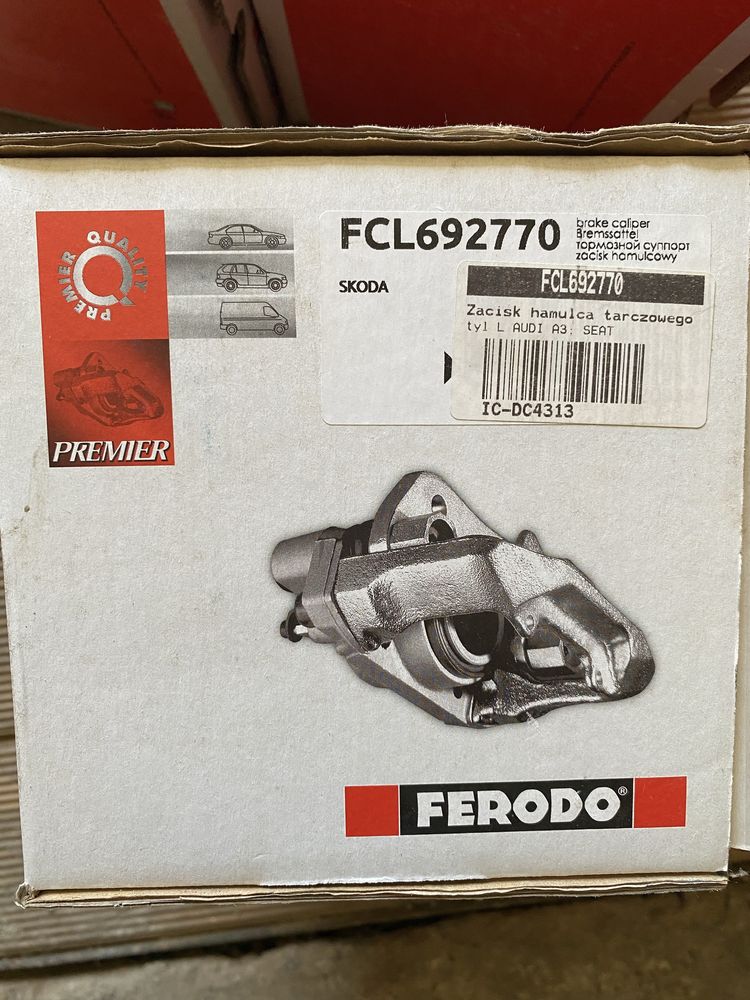 PREMIER QUALITY
PREMIER
FCL692770
brake caliper
Bremssattel
тормозной суппорт
zacisk hamulcowy
SKODA
FCL692770
Zacisk hamulca tarczowego
tyl L AUDI A3; SEAT
IC-DC4313
FERODO®